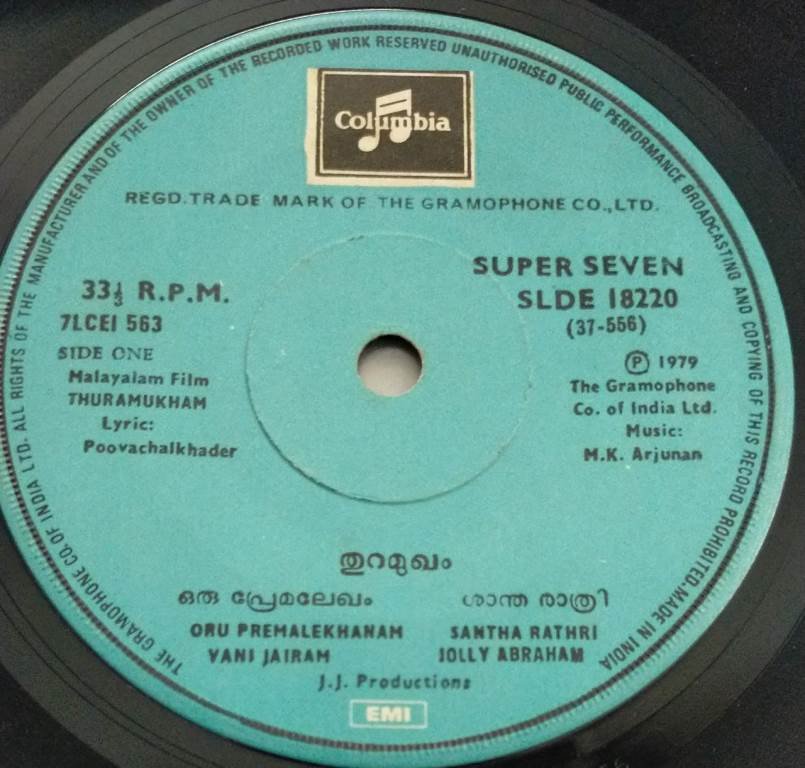 THE GRAMOPHONE CO. OF INDIA LTD. ALL RIGHTS OF THE MANUFACTURER AND OF THE OWNER OF THE RECORDED WORK RESERVED UNAUTHORISED PUBLIC PERFORMANCE BROADCASTING AND COPYING OF THIS RECORD PROHIBITED. MADE IN INDIA
Columbia
REGD. TRADE MARK OF THE GRAMOPHONE CO., LTD.
33⅓ R.P.M.
7LCEI 563
SIDE ONE
Malayalam Film
THURAMUKHAM
Lyric:
Poovachalkhader
SUPER SEVEN
SLDE 18220
(37-556)
Ⓟ 1979
The Gramophone
Co. of India Ltd.
Music:
M.K. Arjunan
തുറമുഖം
ഒരു പ്രേമലേഖം ശാന്ത രാത്രി
ORU PREMALEKHANAM SANTHA RATHRI
VANI JAIRAM JOLLY ABRAHAM
J.J. Productions
EMI